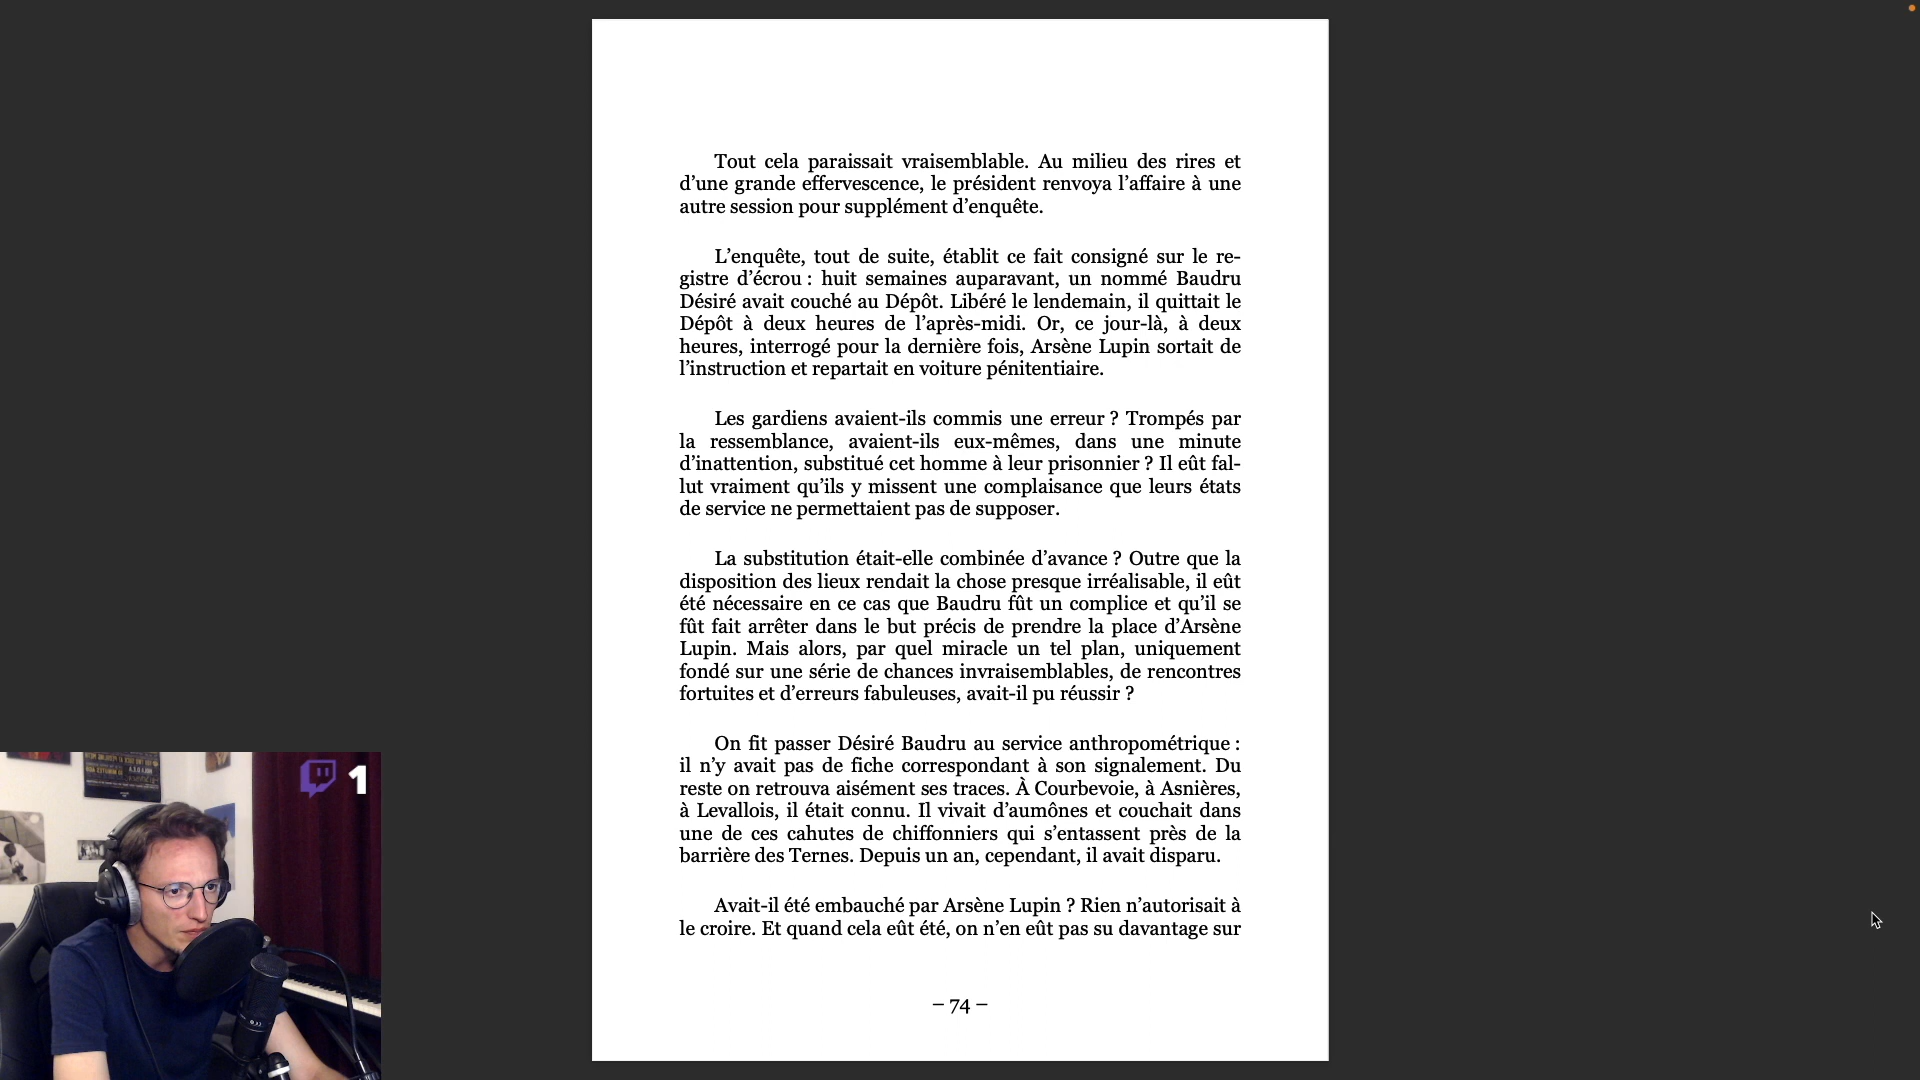 Tout cela paraissait vraisemblable. Au milieu des rires et
d’une grande effervescence, le président renvoya l’affaire à une
autre session pour supplément d’enquête.
L’enquête, tout de suite, établit ce fait consigné sur le re-
gistre d’écrou : huit semaines auparavant, un nommé Baudru
Désiré avait couché au Dépôt. Libéré le lendemain, il quittait le
Dépôt à deux heures de l’après-midi. Or, ce jour-là, à deux
heures, interrogé pour la dernière fois, Arsène Lupin sortait de
l’instruction et repartait en voiture pénitentiaire.
Les gardiens avaient-ils commis une erreur ? Trompés par
la ressemblance, avaient-ils eux-mêmes, dans une minute
d’inattention, substitué cet homme à leur prisonnier ? Il eût fal-
lut vraiment qu’ils y missent une complaisance que leurs états
de service ne permettaient pas de supposer.
La substitution était-elle combinée d’avance ? Outre que la
disposition des lieux rendait la chose presque irréalisable, il eût
été nécessaire en ce cas que Baudru fût un complice et qu’il se
fût fait arrêter dans le but précis de prendre la place d’Arsène
Lupin. Mais alors, par quel miracle un tel plan, uniquement
fondé sur une série de chances invraisemblables, de rencontres
fortuites et d’erreurs fabuleuses, avait-il pu réussir ?
On fit passer Désiré Baudru au service anthropométrique :
il n’y avait pas de fiche correspondant à son signalement. Du
reste on retrouva aisément ses traces. À Courbevoie, à Asnières,
à Levallois, il était connu. Il vivait d’aumônes et couchait dans
une de ces cahutes de chiffonniers qui s’entassent près de la
barrière des Ternes. Depuis un an, cependant, il avait disparu.
Avait-il été embauché par Arsène Lupin ? Rien n’autorisait à
le croire. Et quand cela eût été, on n’en eût pas su davantage sur
– 74 –
1